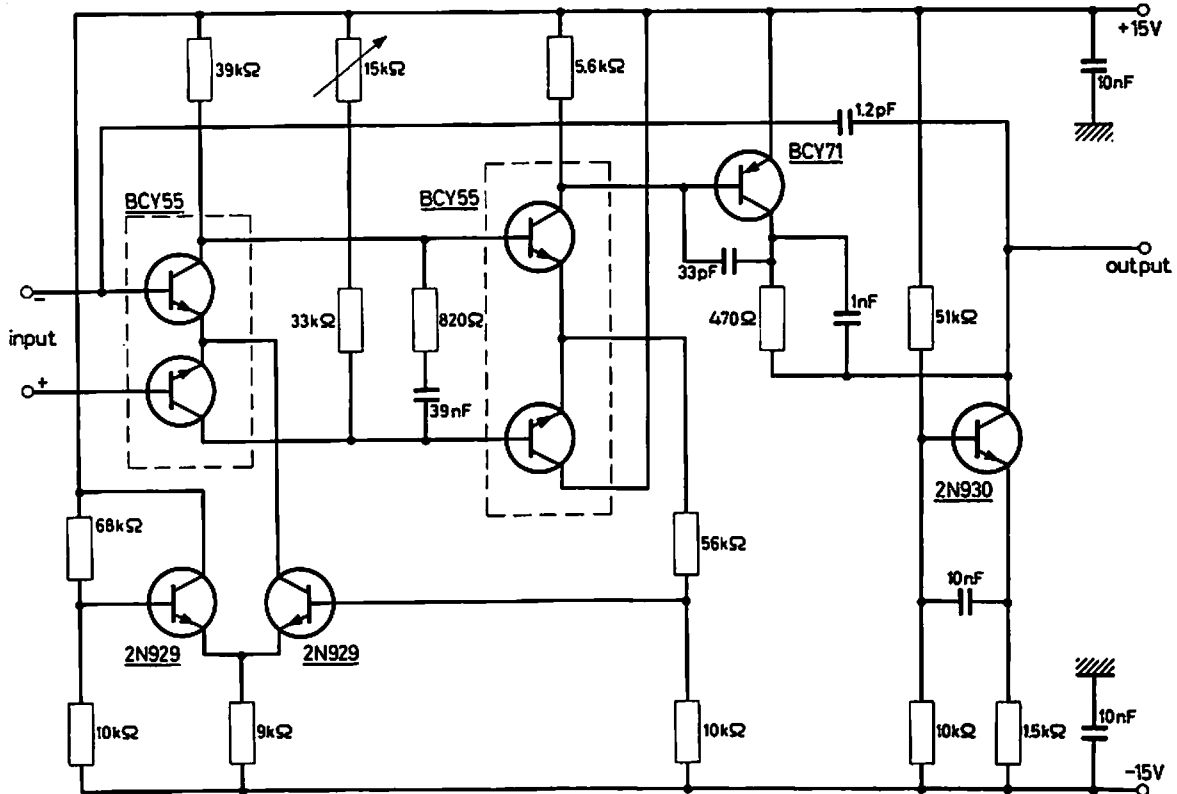 +15V
39kΩ
15kΩ
5.6kΩ
10nF
1.2pF
BCY71
BCY55
BCY55
33pF
output
−
1nF
input
33kΩ
820Ω
470Ω
51kΩ
+
39nF
2N930
68kΩ
56kΩ
10nF
2N929
2N929
10kΩ
9kΩ
10kΩ
10kΩ
1.5kΩ
10nF
−15V